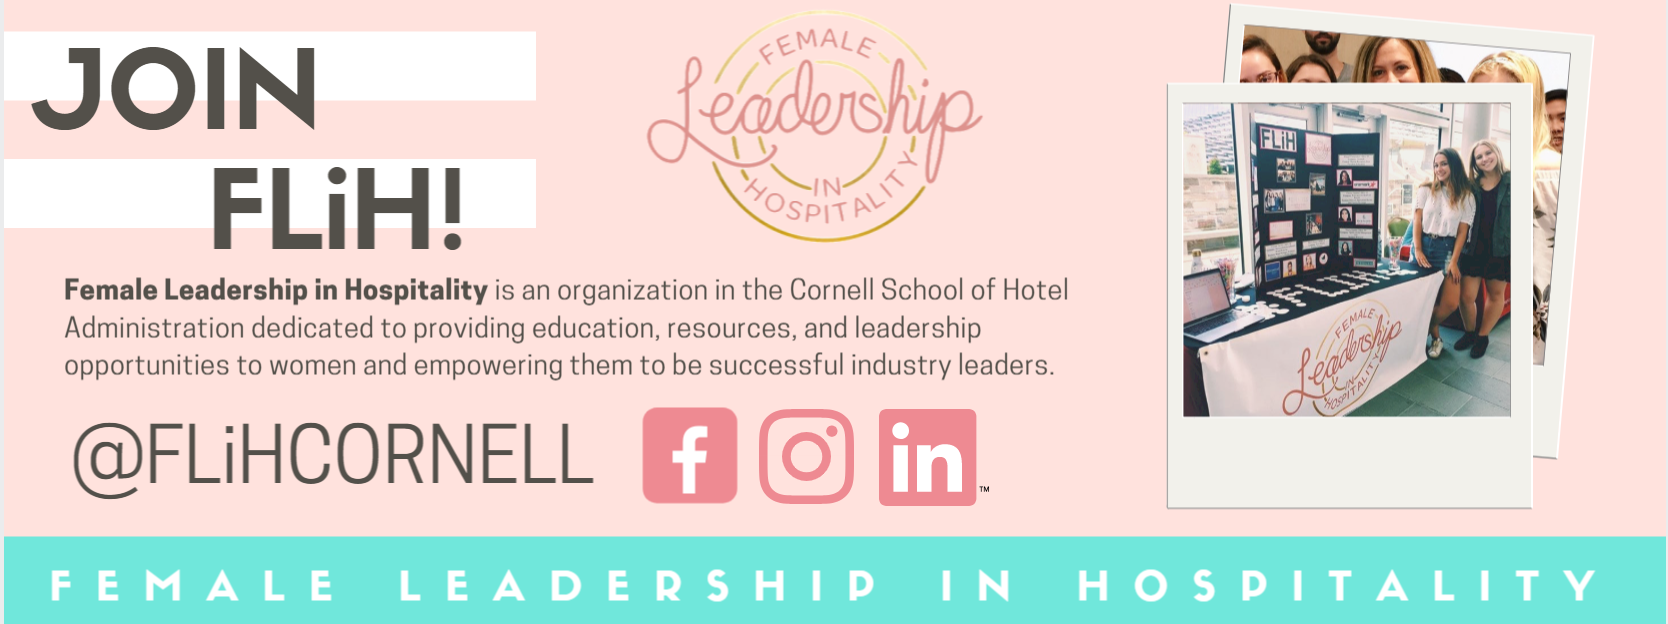 JOIN
FLiH!
FEMALE
Leadership
IN
HOSPITALITY
Female Leadership in Hospitality is an organization in the Cornell School of Hotel
Administration dedicated to providing education, resources, and leadership
opportunities to women and empowering them to be successful industry leaders.
@FLiHCORNELL
f
in
™
FLiH
FLiH
FEMALE
Leadership
IN
HOSPITALITY
FEMALE LEADERSHIP IN HOSPITALITY